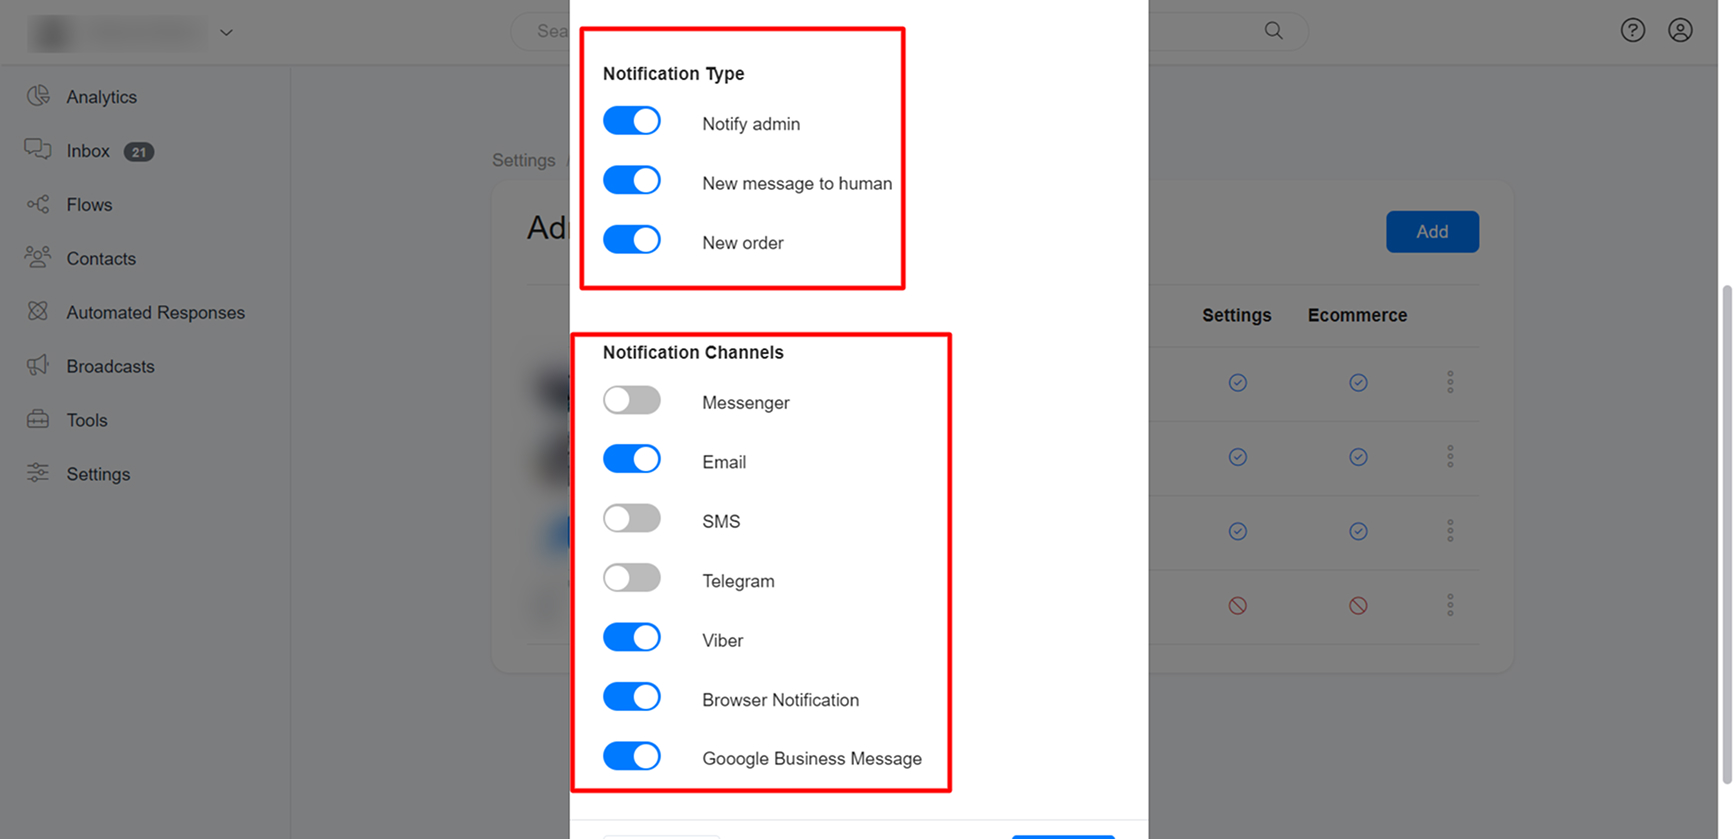 Sea
Analytics
Inbox 21
Flows
Contacts
Automated Responses
Broadcasts
Tools
Settings
Settings /
Ad
Add
Settings Ecommerce
Notification Type
Notify admin
New message to human
New order
Notification Channels
Messenger
Email
SMS
Telegram
Viber
Browser Notification
Gooogle Business Message